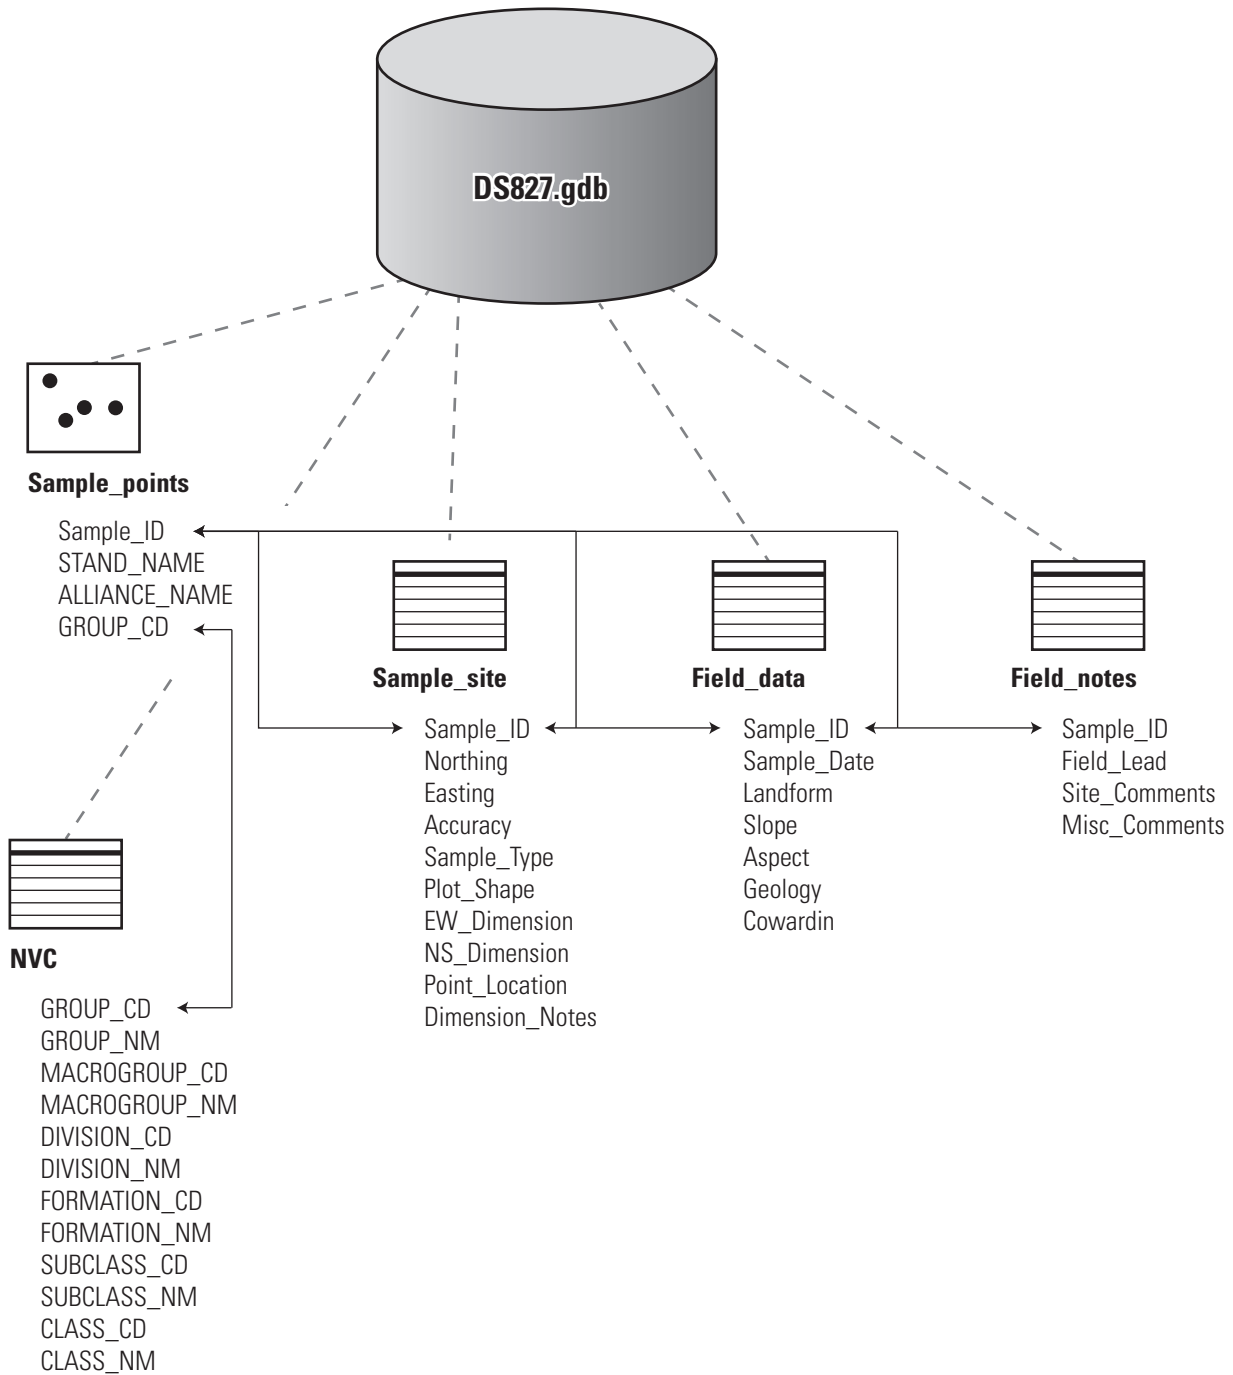 DS827.gdb
Sample_points
Sample_ID
STAND_NAME
ALLIANCE_NAME
GROUP_CD
Sample_site
Sample_ID
Northing
Easting
Accuracy
Sample_Type
Plot_Shape
EW_Dimension
NS_Dimension
Point_Location
Dimension_Notes
Field_data
Sample_ID
Sample_Date
Landform
Slope
Aspect
Geology
Cowardin
Field_notes
Sample_ID
Field_Lead
Site_Comments
Misc_Comments
NVC
GROUP_CD
GROUP_NM
MACROGROUP_CD
MACROGROUP_NM
DIVISION_CD
DIVISION_NM
FORMATION_CD
FORMATION_NM
SUBCLASS_CD
SUBCLASS_NM
CLASS_CD
CLASS_NM